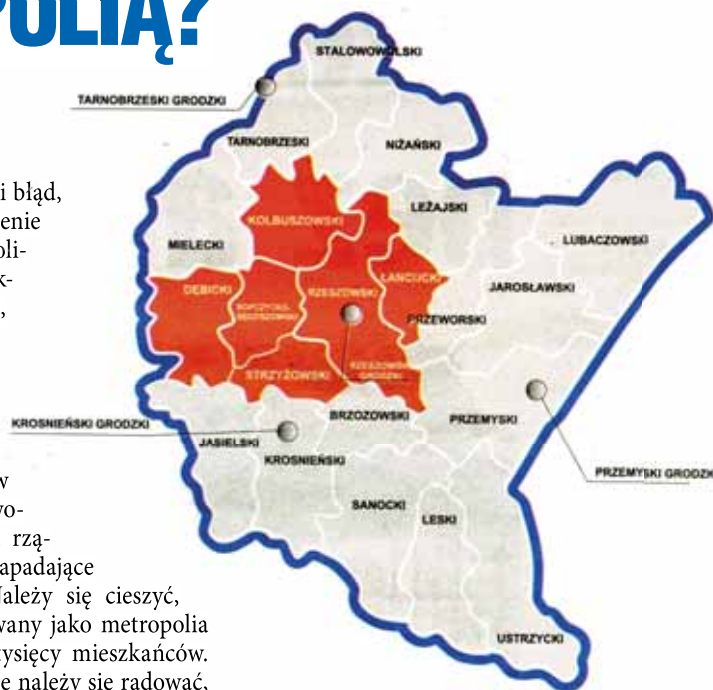 POLIĄ?
i błąd,
enie
oli-
k-
,
w
wo-
rzą-
apadające
Należy się cieszyć,
wany jako metropolia
tysięcy mieszkańców.
e należy się radować,
STALOWOWOLSKI
TARNOBRZESKI GRODZKI
TARNOBRZESKI
NIŻAŃSKI
KOLBUSZOWSKI
LEŻAJSKI
MIELECKI
LUBACZOWSKI
DĘBICKI
ROPCZYCKO-
SĘDZISZOWSKI
RZESZOWSKI
ŁAŃCUCKI
JAROSŁAWSKI
PRZEWORSKI
STRZYŻOWSKI
RZESZOWSKI
GRODZKI
BRZOZOWSKI
PRZEMYSKI
KROSNIEŃSKI GRODZKI
JASIELSKI
KROSNIEŃSKI
PRZEMYSKI GRODZK
SANOCKI
LESKI
USTRZYCKI